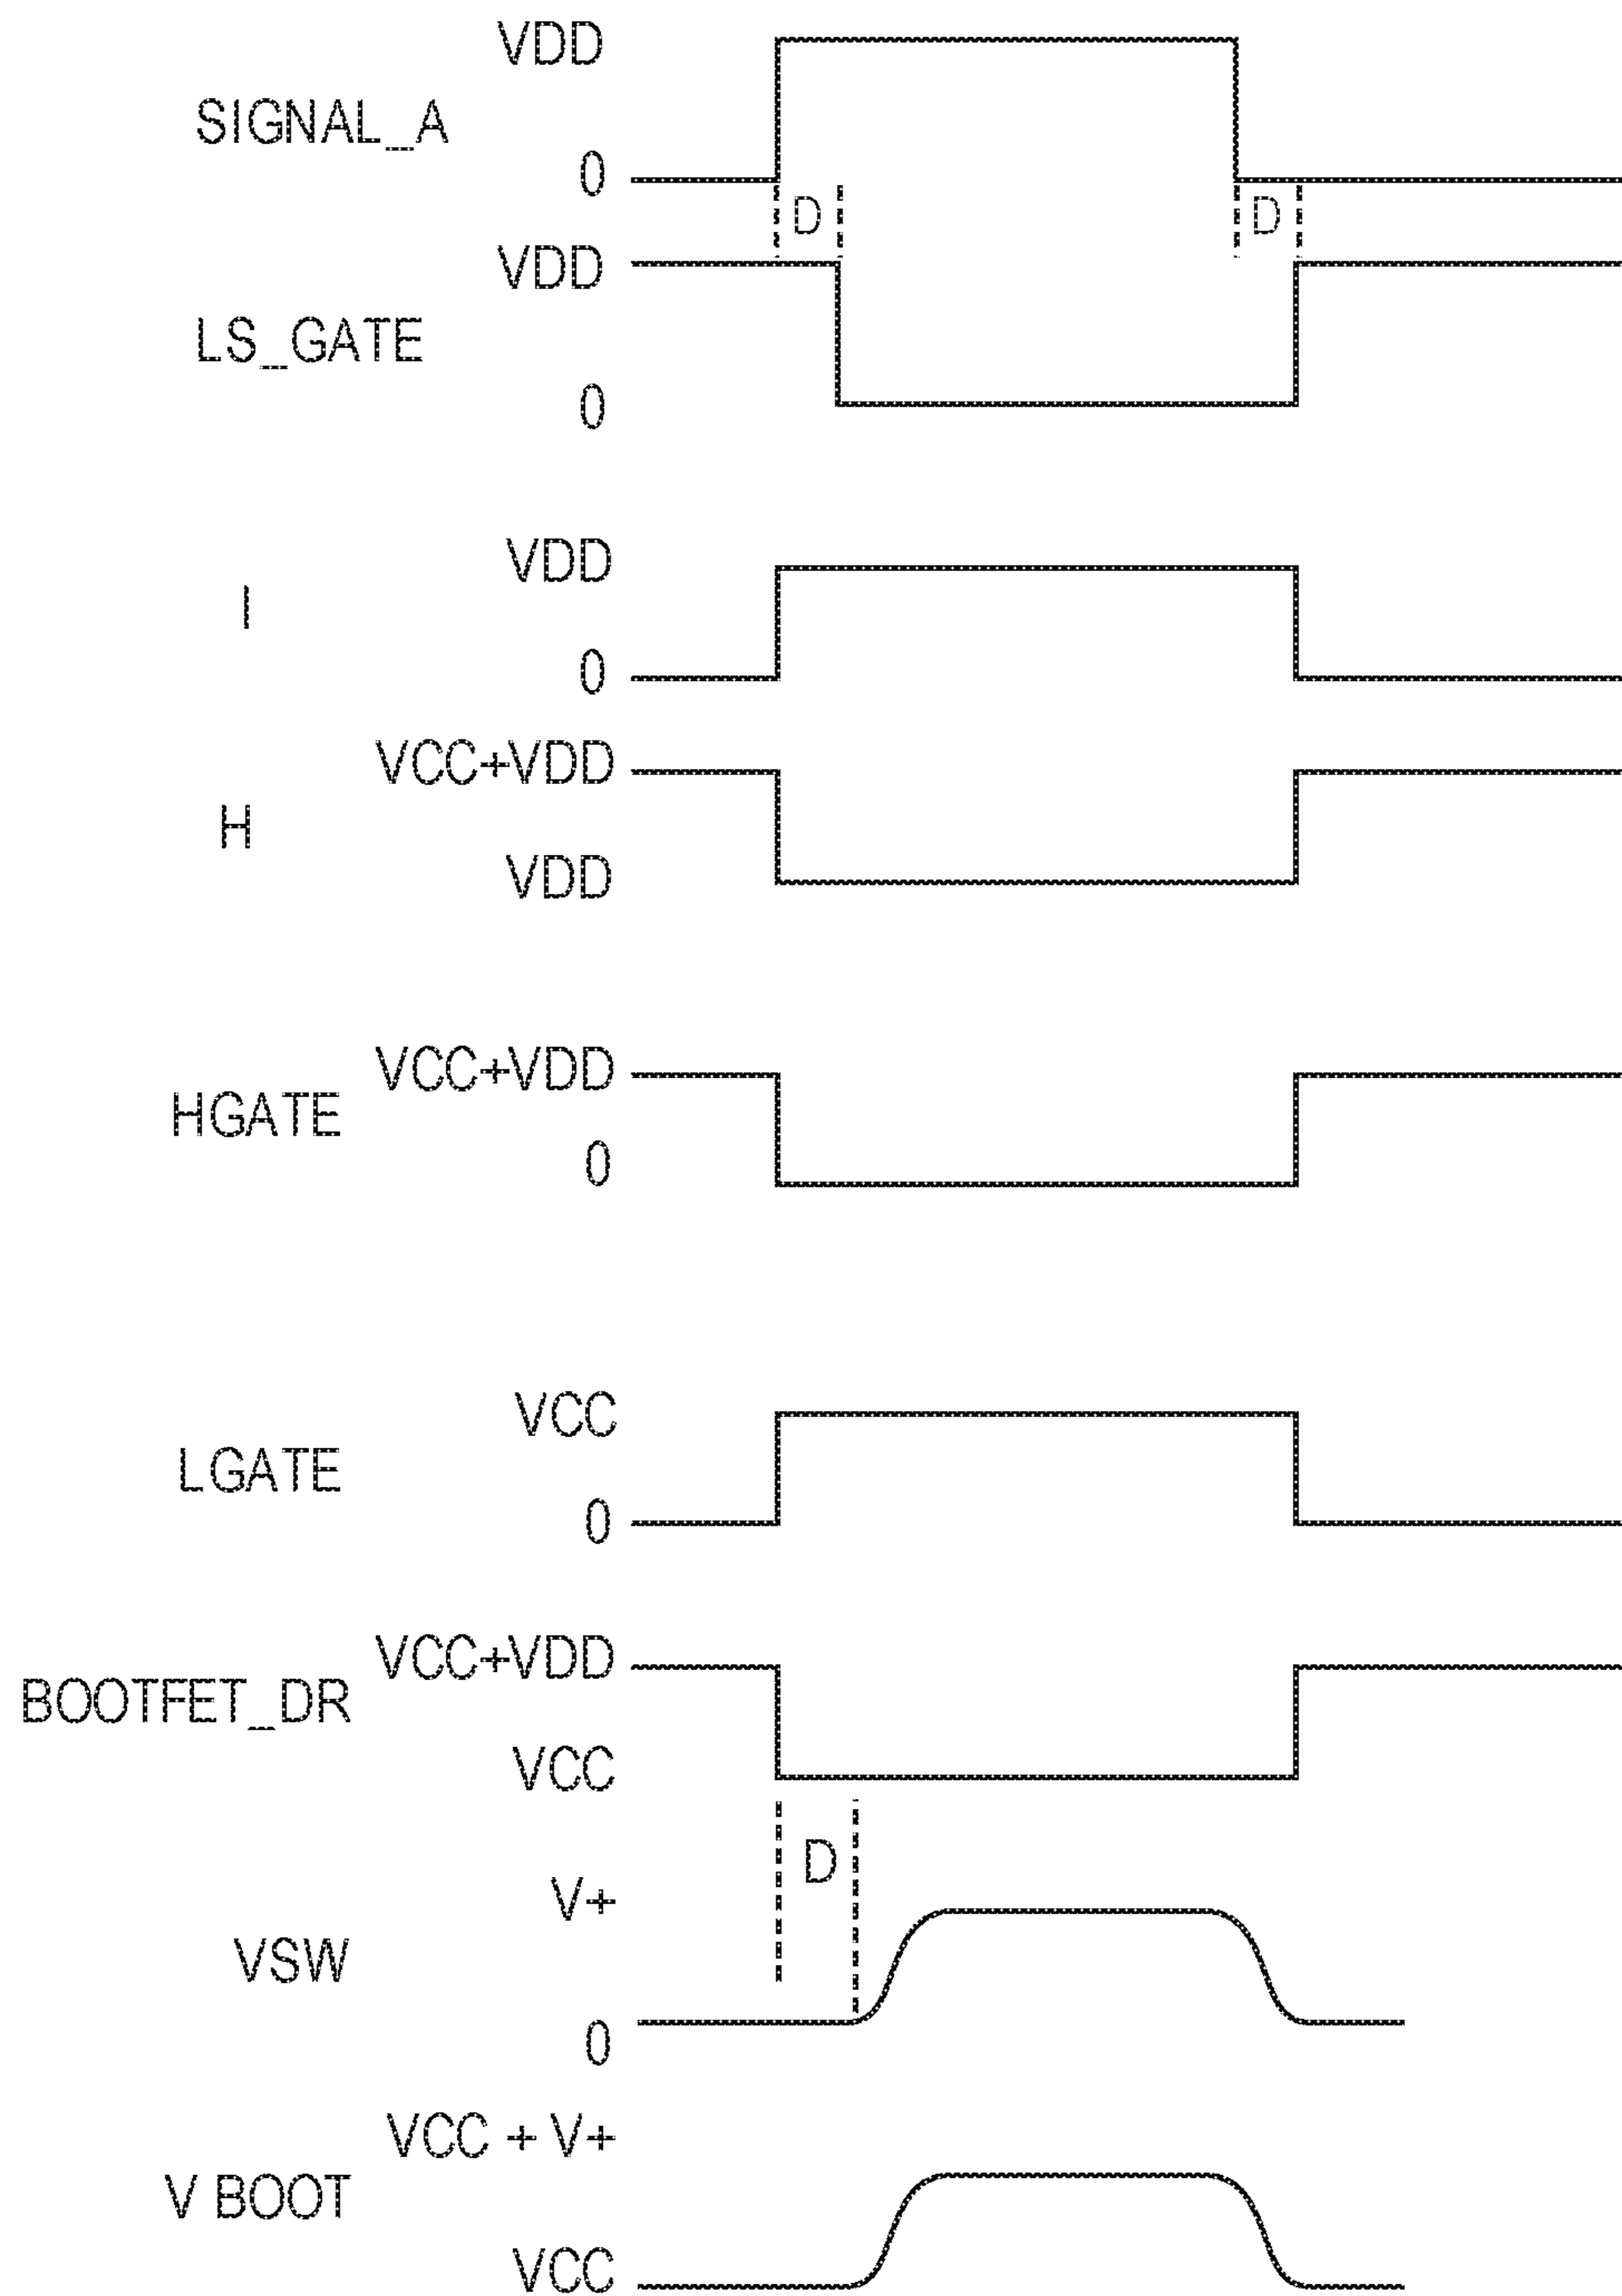 VDD
SIGNAL_A
0
D D
VDD
LS_GATE
0
VDD
I
0
VCC+VDD
H
VDD
VCC+VDD
HGATE
0
VCC
LGATE
0
VCC+VDD
BOOTFET_DR
VCC
D
V+
VSW
0
VCC + V+
V BOOT
VCC